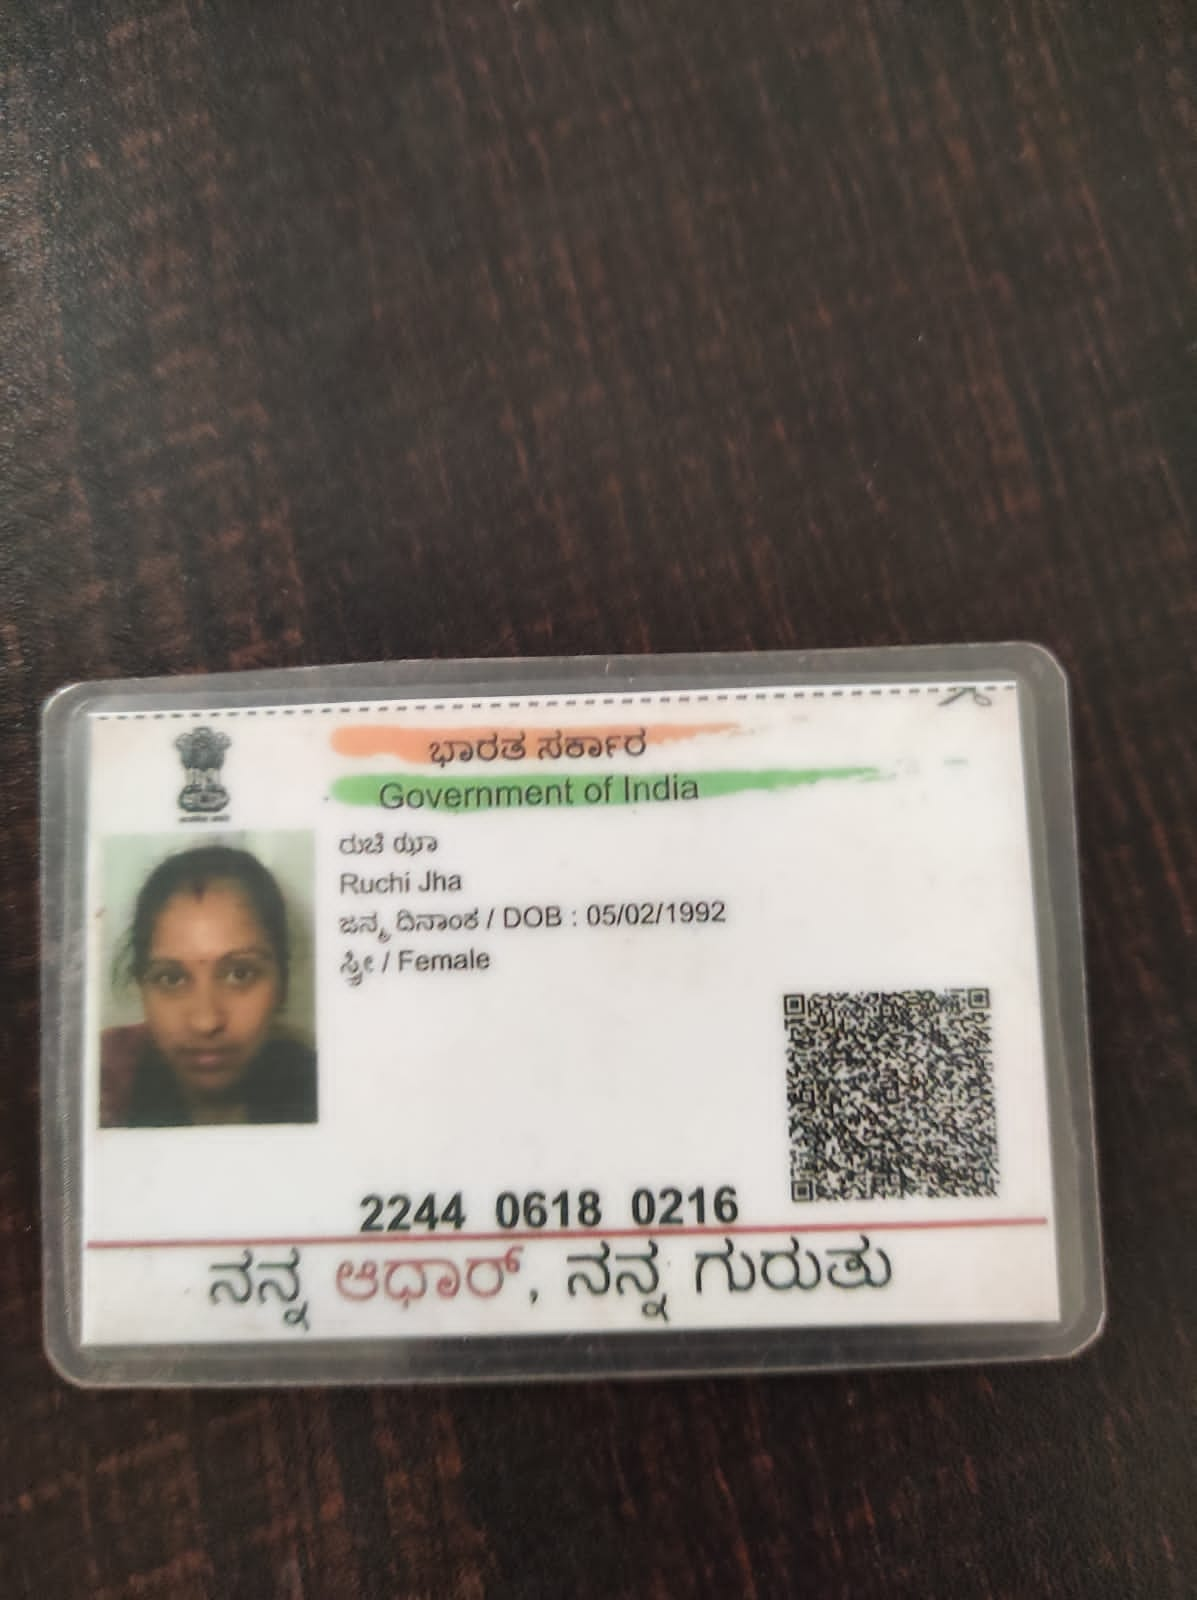 ಭಾರತ ಸರ್ಕಾರ
Government of India
ರುಚಿ ಝಾ
Ruchi Jha
ಜನ್ಮ ದಿನಾಂಕ / DOB : 05/02/1992
ಸ್ತ್ರೀ / Female
2244 0618 0216
ನನ್ನ ಆಧಾರ್, ನನ್ನ ಗುರುತು